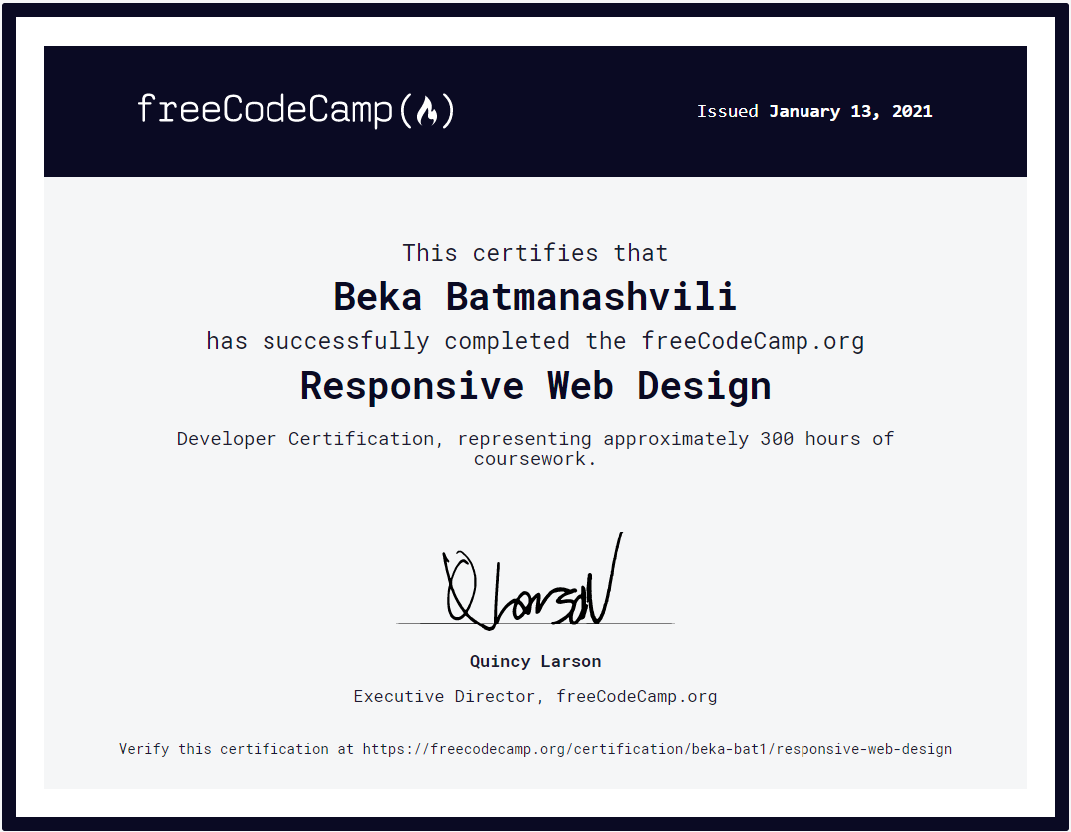 freeCodeCamp
Issued January 13, 2021
This certifies that
Beka Batmanashvili
has successfully completed the freeCodeCamp.org
Responsive Web Design
Developer Certification, representing approximately 300 hours of
coursework.
Q Larson
Quincy Larson
Executive Director, freeCodeCamp.org
Verify this certification at https://freecodecamp.org/certification/beka-bat1/responsive-web-design